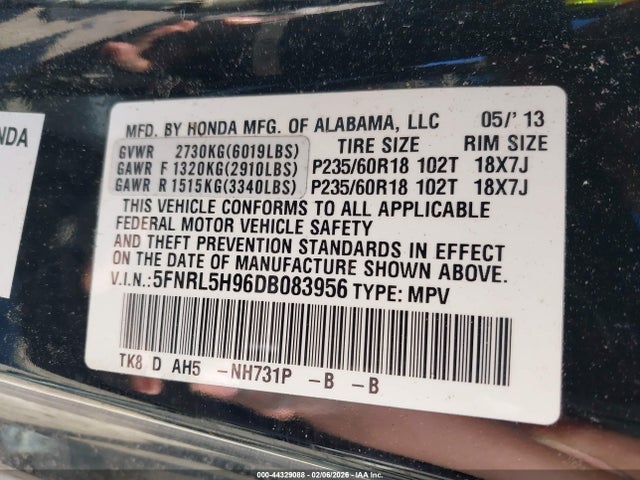 NDA
MFD. BY HONDA MFG. OF ALABAMA, LLC 05/'13
GVWR 2730KG(6019LBS) TIRE SIZE RIM SIZE
GAWR F 1320KG(2910LBS) P235/60R18 102T 18X7J
GAWR R 1515KG(3340LBS) P235/60R18 102T 18X7J
THIS VEHICLE CONFORMS TO ALL APPLICABLE
FEDERAL MOTOR VEHICLE SAFETY
AND THEFT PREVENTION STANDARDS IN EFFECT
ON THE DATE OF MANUFACTURE SHOWN ABOVE.
V.I.N.:5FNRL5H96DB083956 TYPE: MPV
TK8 D AH5 -NH731P -B -B
000-44329088 - 02/06/2026 - IAA Inc.